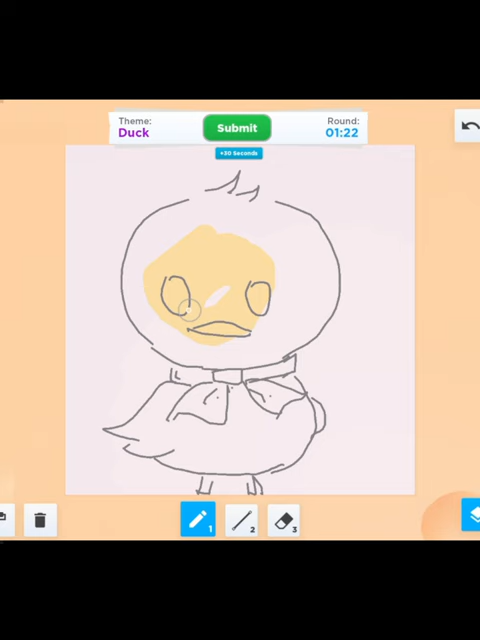 Theme:
Duck
Submit
Round:
01:22
+30 Seconds
1
2
3